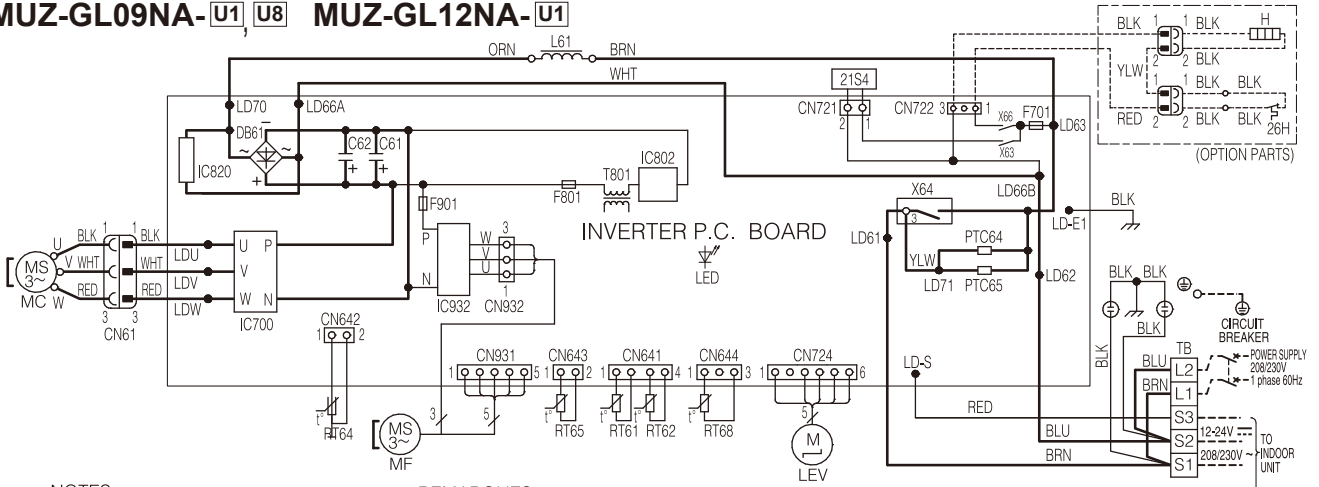 MUZ-GL09NA-U1, U8 MUZ-GL12NA-U1
ORN L61 BRN
WHT
BLK 1 1 BLK H
2 2 BLK
YLW 1 1 BLK BLK
RED 2 2 BLK BLK 26H
(OPTION PARTS)
LD70 LD66A
DB61
IC820
C62 C61
T801 IC802
F801
F901
21S4
CN721
2 1
CN722 3 1
X66 F701
X63
LD63
LD66B
X64
3
LD61
YLW
LD71
PTC64
PTC65
LD62
LD-E1
BLK
INVERTER P.C. BOARD
LED
MS
3~
MC
U BLK
V WHT
W RED
1 1
3 3
CN61
BLK
WHT
RED
LDU
LDV
LDW
U P
V
W N
IC700
P
N
IC932
W
V
U
3
1
CN932
CN642
1 2
RT64
t°
MS
3~
MF
3
5
CN931
1 5
CN643
1 2
t°
RT65
CN641
1 4
t° t°
RT61 RT62
CN644
1 3
t°
RT68
CN724
1 6
5
M
LEV
LD-S
RED
BLU
BRN
BLK BLK
BLK
BLK
BLU
BRN
TB
L2
L1
S3
S2
S1
CIRCUIT
BREAKER
POWER SUPPLY
208/230V
1 phase 60Hz
12-24V
208/230V ~
TO
INDOOR
UNIT